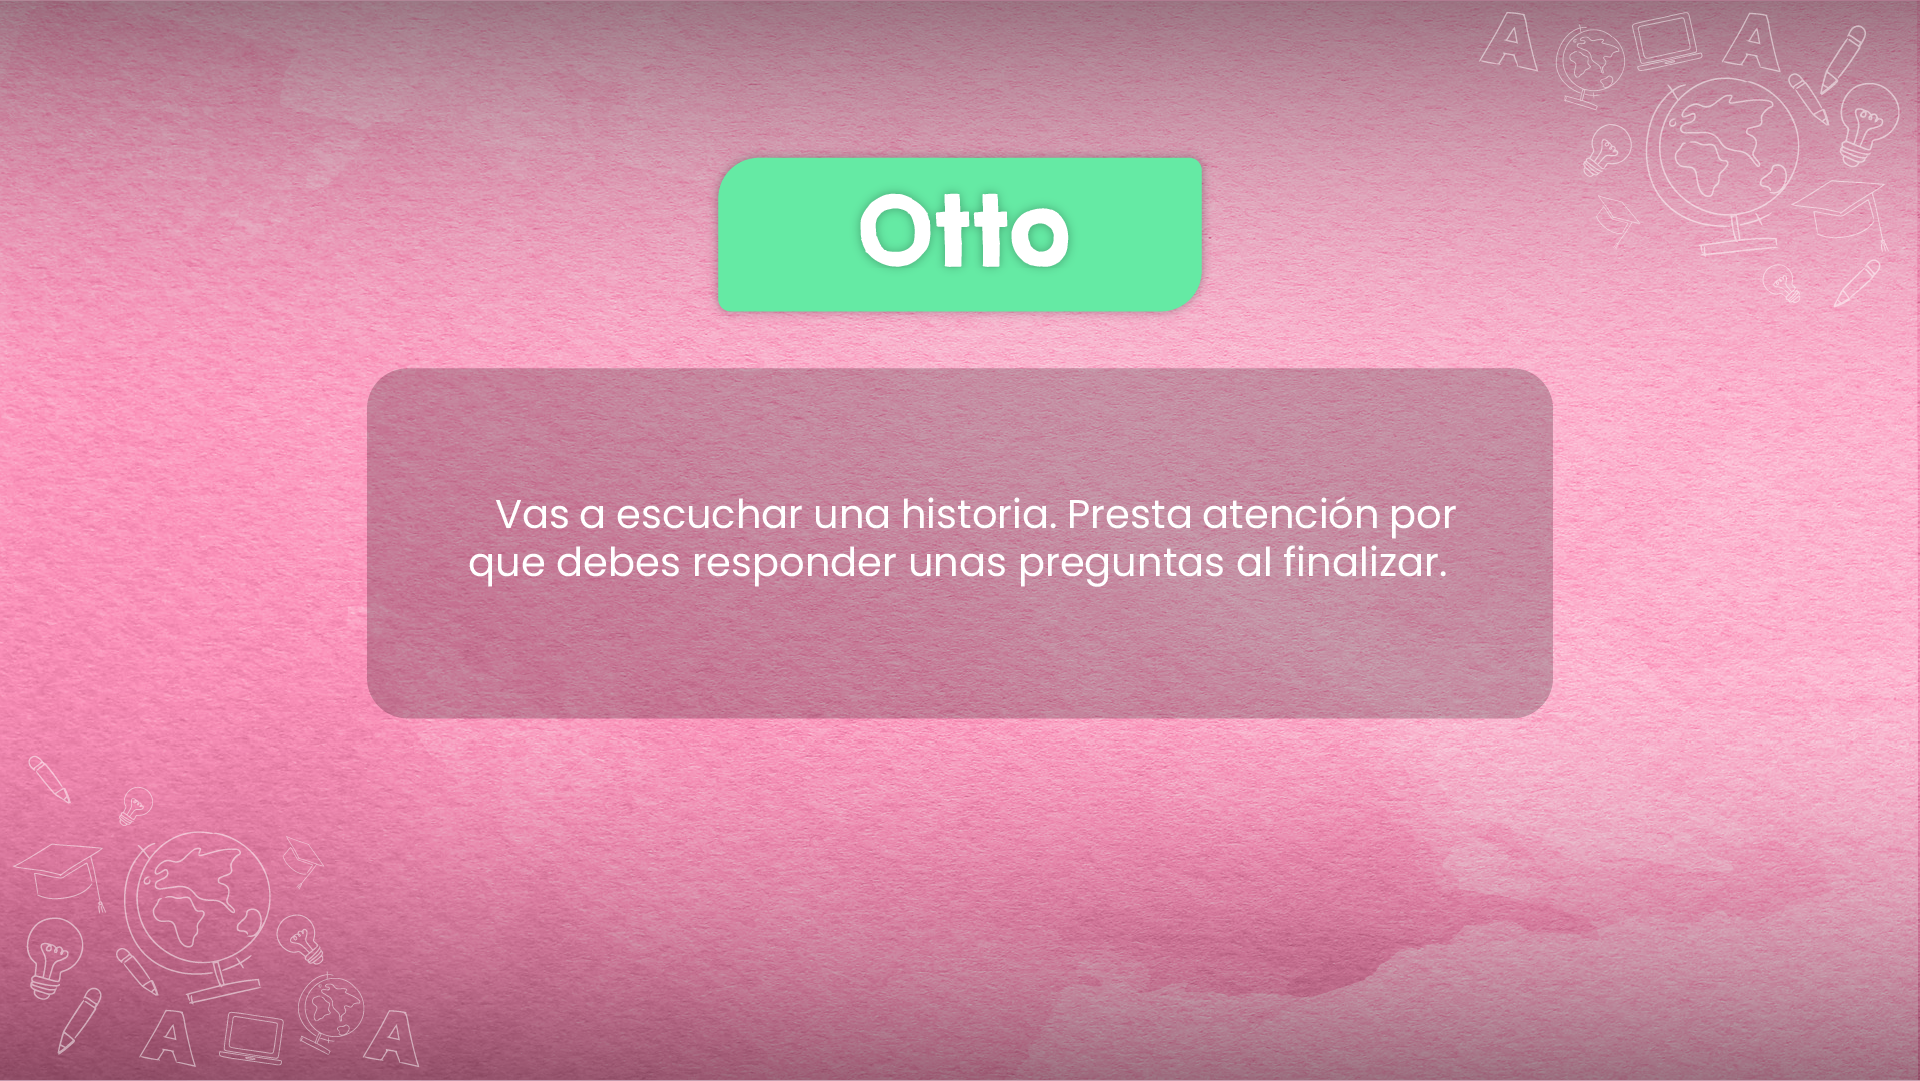 Otto
Vas a escuchar una historia. Presta atención por
que debes responder unas preguntas al finalizar.
A
A
A
A